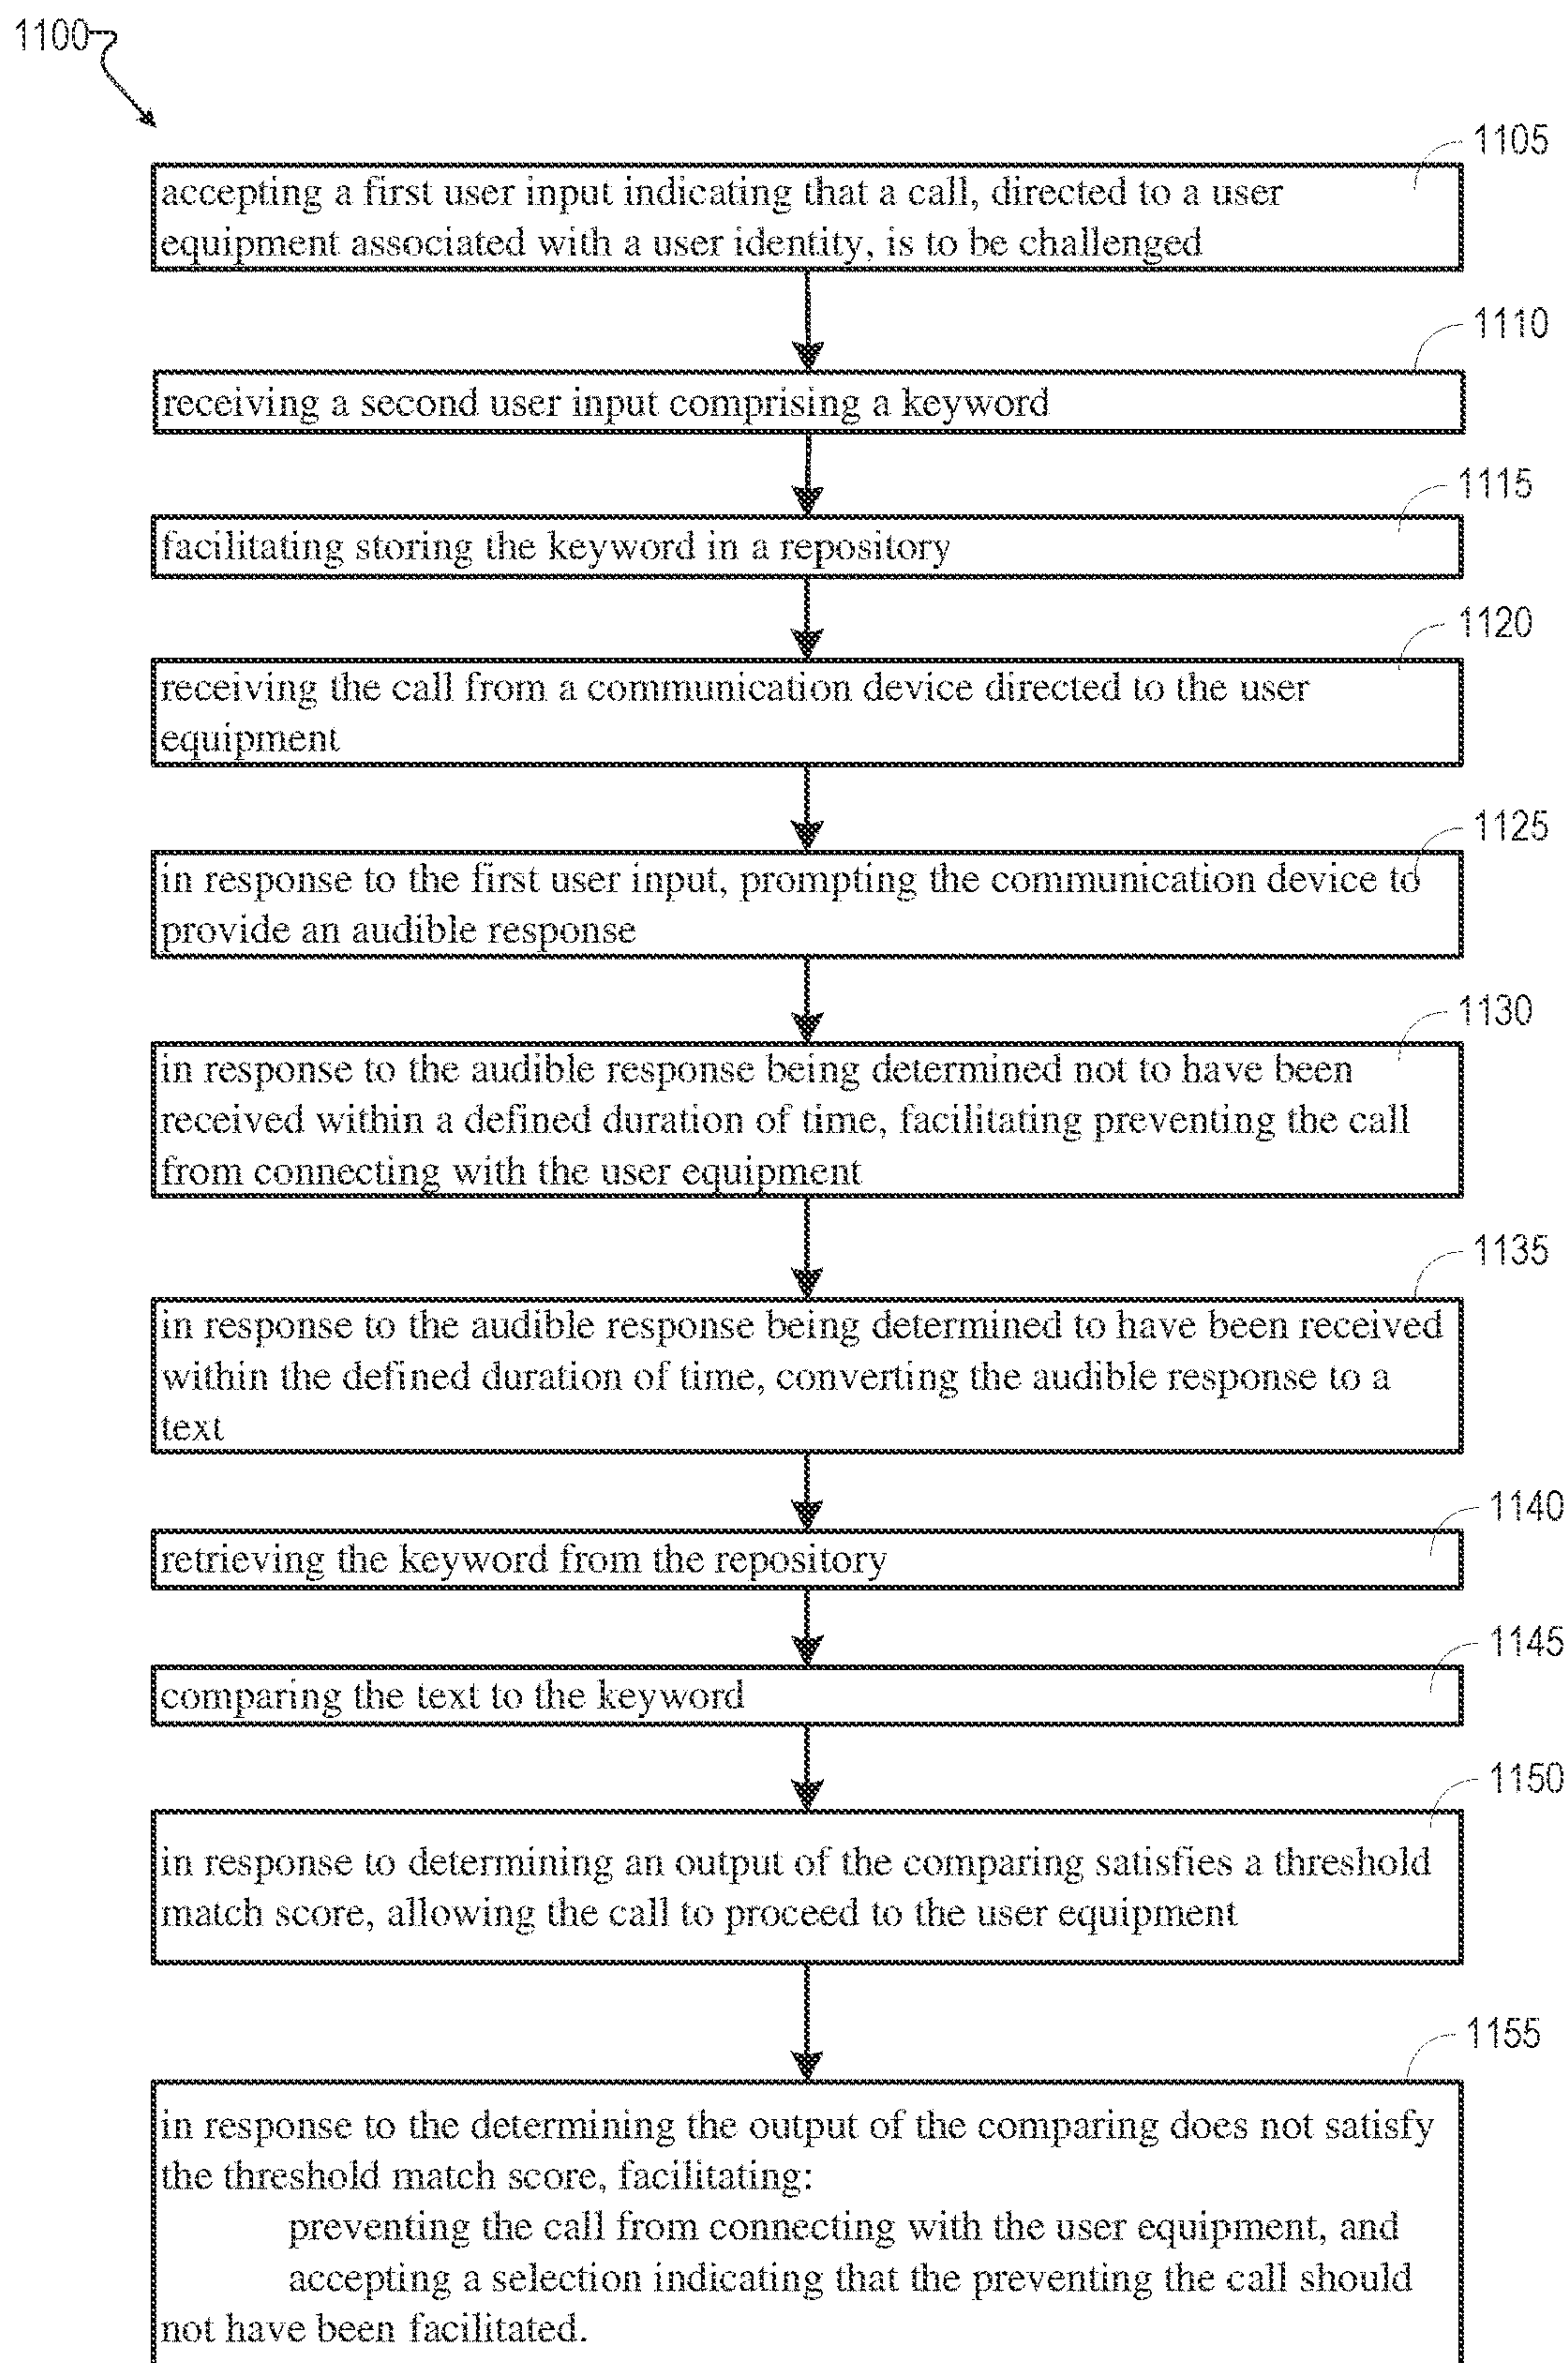 1100
1105
accepting a first user input indicating that a call, directed to a user
equipment associated with a user identity, is to be challenged
1110
receiving a second user input comprising a keyword
1115
facilitating storing the keyword in a repository
1120
receiving the call from a communication device directed to the user
equipment
1125
in response to the first user input, prompting the communication device to
provide an audible response
1130
in response to the audible response being determined not to have been
received within a defined duration of time, facilitating preventing the call
from connecting with the user equipment
1135
in response to the audible response being determined to have been received
within the defined duration of time, converting the audible response to a
text
1140
retrieving the keyword from the repository
1145
comparing the text to the keyword
1150
in response to determining an output of the comparing satisfies a threshold
match score, allowing the call to proceed to the user equipment
1155
in response to the determining the output of the comparing does not satisfy
the threshold match score, facilitating:
preventing the call from connecting with the user equipment, and
accepting a selection indicating that the preventing the call should
not have been facilitated.